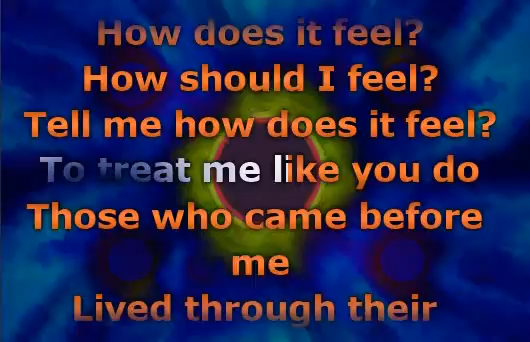 How does it feel?
How should I feel?
Tell me how does it feel?
To treat me like you do
Those who came before
me
Lived through their